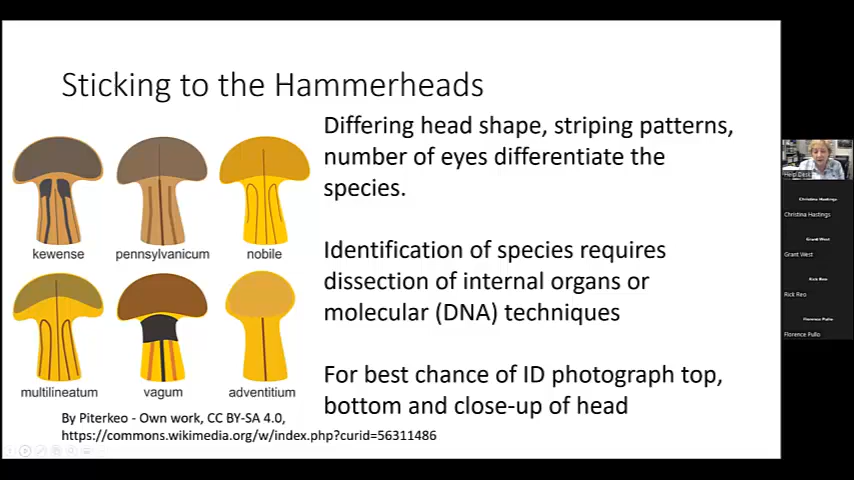 Sticking to the Hammerheads
Differing head shape, striping patterns,
number of eyes differentiate the
species.
Identification of species requires
dissection of internal organs or
molecular (DNA) techniques
For best chance of ID photograph top,
bottom and close-up of head
kewense
pennsylvanicum
nobile
multilineatum
vagum
adventitium
By Piterkeo - Own work, CC BY-SA 4.0,
https://commons.wikimedia.org/w/index.php?curid=56311486
Help Desk
Christina Hastings
Christina Hastings
Grant West
Grant West
Rick Reo
Rick Reo
Florence Pullo
Florence Pullo